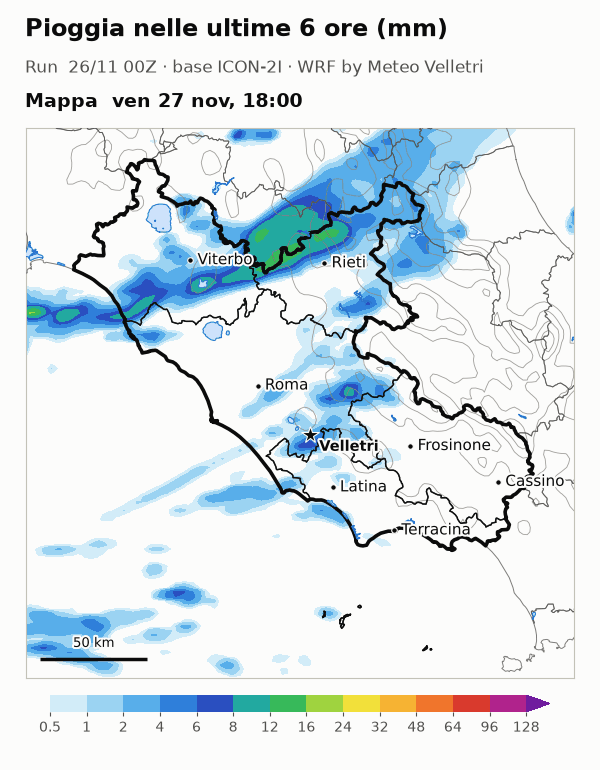 Pioggia nelle ultime 6 ore (mm)
Run  26/11 00Z · base ICON-2I · WRF by Meteo Velletri
Mappa  ven 27 nov, 18:00
Viterbo
Rieti
Roma
Velletri
Frosinone
Latina
Cassino
Terracina
50 km
0.5 1 2 4 6 8 12 16 24 32 48 64 96 128